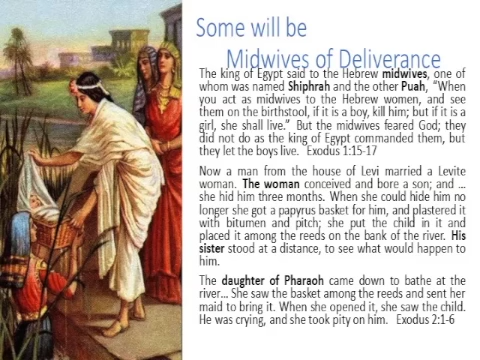 Some will be
Midwives of Deliverance
The king of Egypt said to the Hebrew midwives, one of
whom was named Shiphrah and the other Puah, “When
you act as midwives to the Hebrew women, and see
them on the birthstool, if it is a boy, kill him; but if it is a
girl, she shall live.” But the midwives feared God; they
did not do as the king of Egypt commanded them, but
they let the boys live. Exodus 1:15-17
Now a man from the house of Levi married a Levite
woman. The woman conceived and bore a son; and ...
she hid him three months. When she could hide him no
longer she got a papyrus basket for him, and plastered it
with bitumen and pitch; she put the child in it and
placed it among the reeds on the bank of the river. His
sister stood at a distance, to see what would happen to
him.
The daughter of Pharaoh came down to bathe at the
river... She saw the basket among the reeds and sent her
maid to bring it. When she opened it, she saw the child.
He was crying, and she took pity on him. Exodus 2:1-6